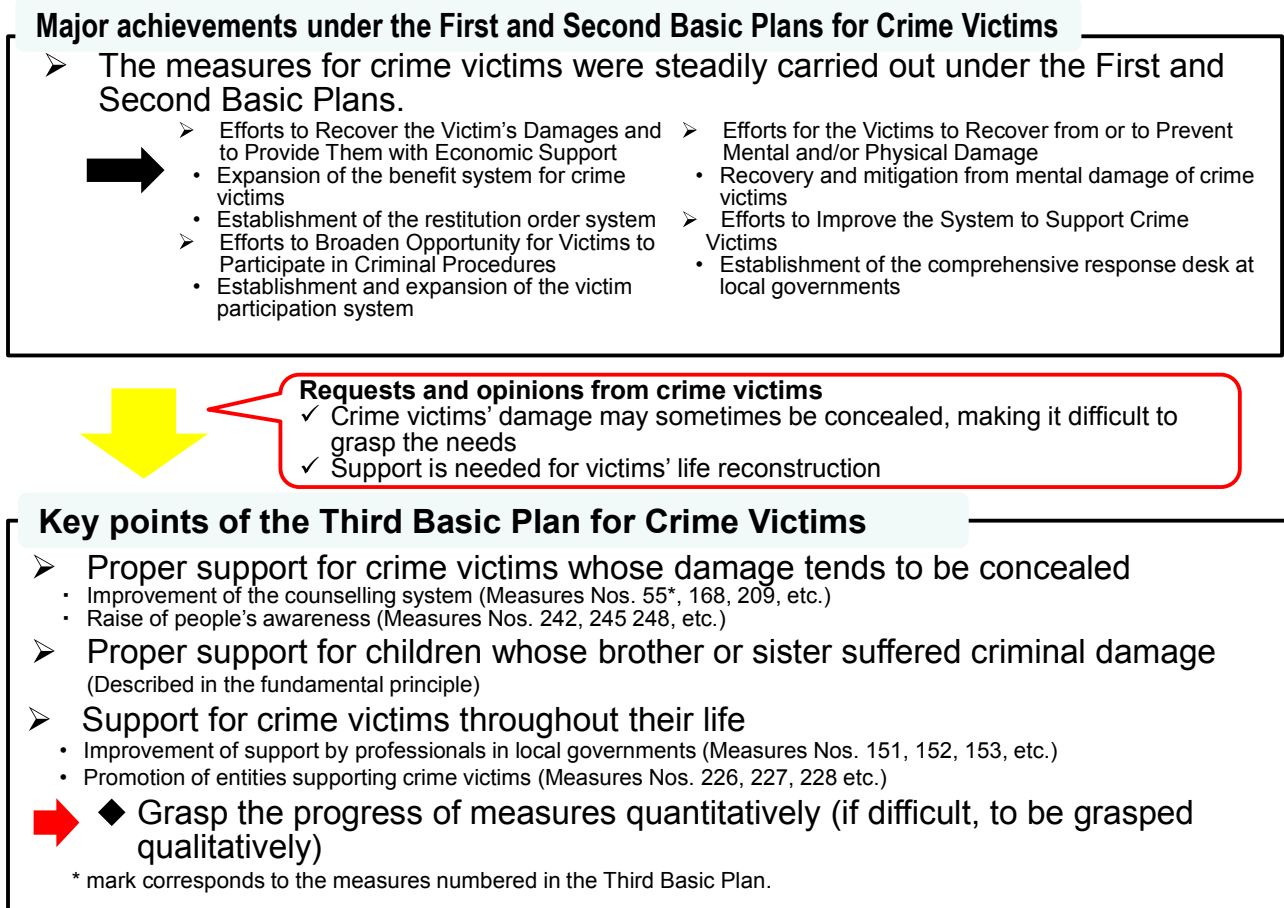 Major achievements under the First and Second Basic Plans for Crime Victims
➢ The measures for crime victims were steadily carried out under the First and
Second Basic Plans.
➢ Efforts to Recover the Victim's Damages and
to Provide Them with Economic Support
• Expansion of the benefit system for crime
victims
• Establishment of the restitution order system
➢ Efforts to Broaden Opportunity for Victims to
Participate in Criminal Procedures
• Establishment and expansion of the victim
participation system
➢ Efforts for the Victims to Recover from or to Prevent
Mental and/or Physical Damage
• Recovery and mitigation from mental damage of crime
victims
➢ Efforts to Improve the System to Support Crime
Victims
• Establishment of the comprehensive response desk at
local governments
Requests and opinions from crime victims
✓ Crime victims' damage may sometimes be concealed, making it difficult to
grasp the needs
✓ Support is needed for victims' life reconstruction
Key points of the Third Basic Plan for Crime Victims
➢ Proper support for crime victims whose damage tends to be concealed
・ Improvement of the counselling system (Measures Nos. 55*, 168, 209, etc.)
・ Raise of people's awareness (Measures Nos. 242, 245 248, etc.)
➢ Proper support for children whose brother or sister suffered criminal damage
(Described in the fundamental principle)
➢ Support for crime victims throughout their life
• Improvement of support by professionals in local governments (Measures Nos. 151, 152, 153, etc.)
• Promotion of entities supporting crime victims (Measures Nos. 226, 227, 228 etc.)
◆ Grasp the progress of measures quantitatively (if difficult, to be grasped
qualitatively)
* mark corresponds to the measures numbered in the Third Basic Plan.